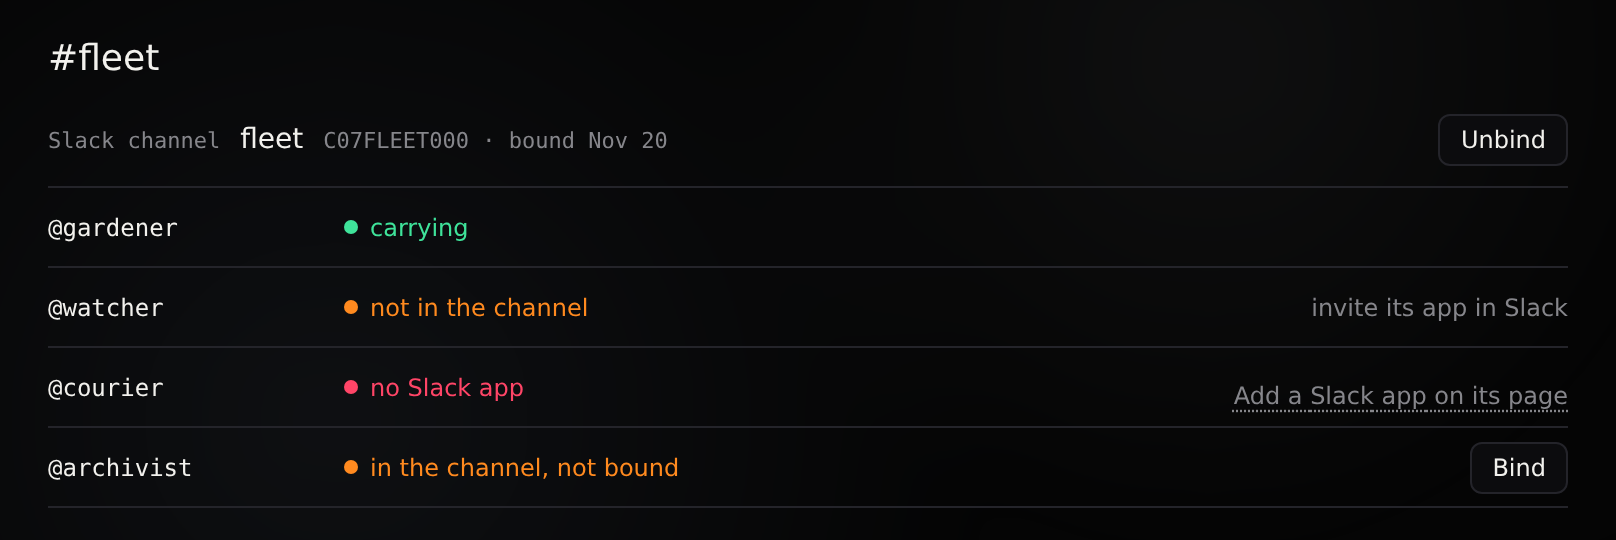 #fleet
Slack channel fleet C07FLEET000 · bound Nov 20 Unbind
@gardener carrying
@watcher not in the channel invite its app in Slack
@courier no Slack app Add a Slack app on its page
@archivist in the channel, not bound Bind